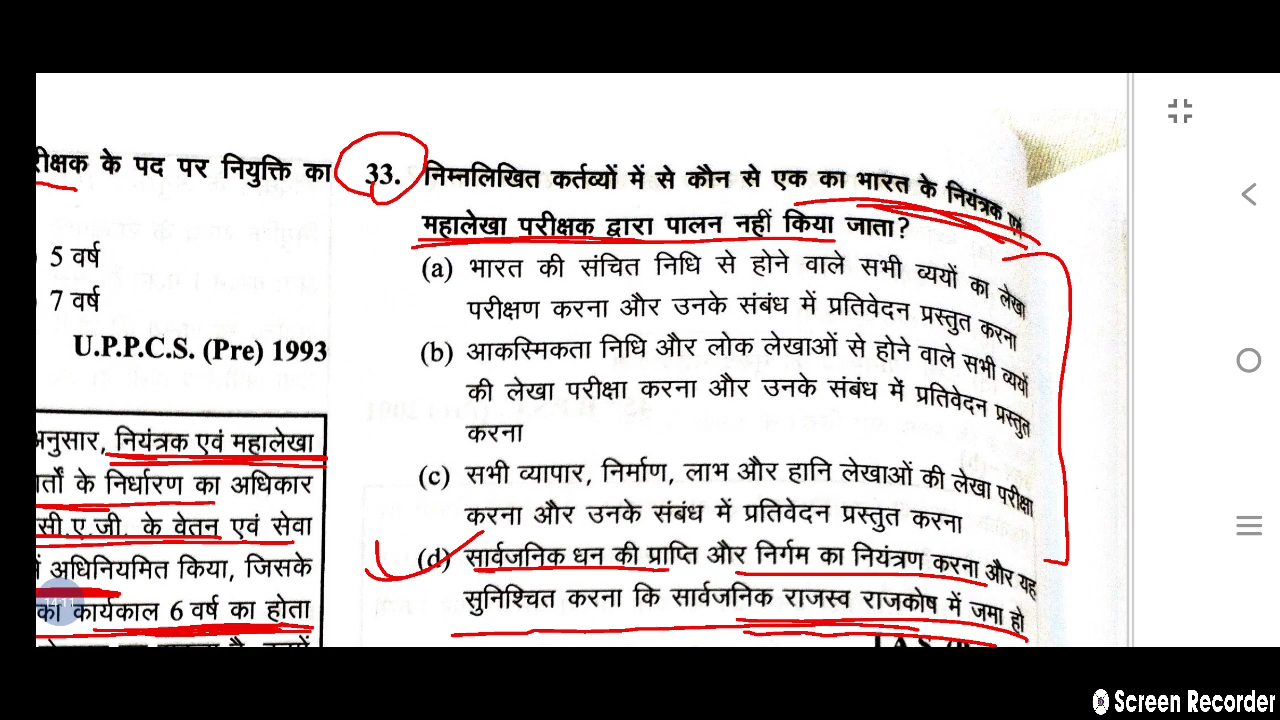 रीक्षक के पद पर नियुक्ति का
5 वर्ष
7 वर्ष
U.P.P.C.S. (Pre) 1993
अनुसार, नियंत्रक एवं महालेखा
र्तों के निर्धारण का अधिकार
सी.ए.जी. के वेतन एवं सेवा
अधिनियमित किया, जिसके
का कार्यकाल 6 वर्ष का होता
33. निम्नलिखित कर्तव्यों में से कौन से एक का भारत के नियंत्रक एवं
महालेखा परीक्षक द्वारा पालन नहीं किया जाता?
(a) भारत की संचित निधि से होने वाले सभी व्ययों का लेखा
परीक्षण करना और उनके संबंध में प्रतिवेदन प्रस्तुत करना
(b) आकस्मिकता निधि और लोक लेखाओं से होने वाले सभी व्ययों
की लेखा परीक्षा करना और उनके संबंध में प्रतिवेदन प्रस्तुत
करना
(c) सभी व्यापार, निर्माण, लाभ और हानि लेखाओं की लेखा परीक्षा
करना और उनके संबंध में प्रतिवेदन प्रस्तुत करना
(d) सार्वजनिक धन की प्राप्ति और निर्गम का नियंत्रण करना और यह
सुनिश्चित करना कि सार्वजनिक राजस्व राजकोष में जमा हो
Screen Recorder